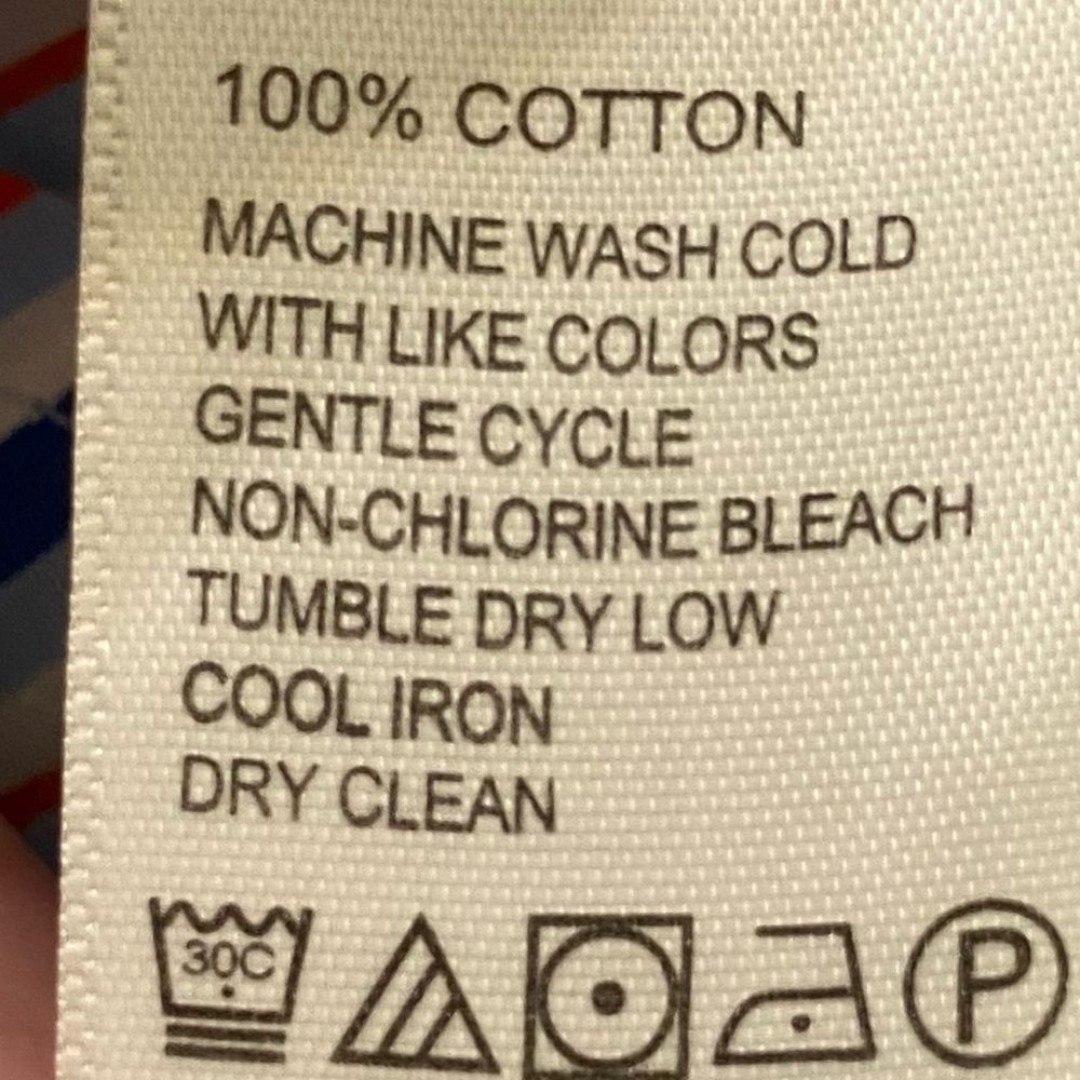 100% COTTON
MACHINE WASH COLD
WITH LIKE COLORS
GENTLE CYCLE
NON-CHLORINE BLEACH
TUMBLE DRY LOW
COOL IRON
DRY CLEAN
30C P